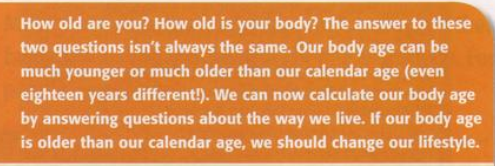 How old are you? How old is your body? The answer to these
two questions isn't always the same. Our body age can be
much younger or much older than our calendar age (even
eighteen years different!). We can now calculate our body age
by answering questions about the way we live. If our body age
is older than our calendar age, we should change our lifestyle.